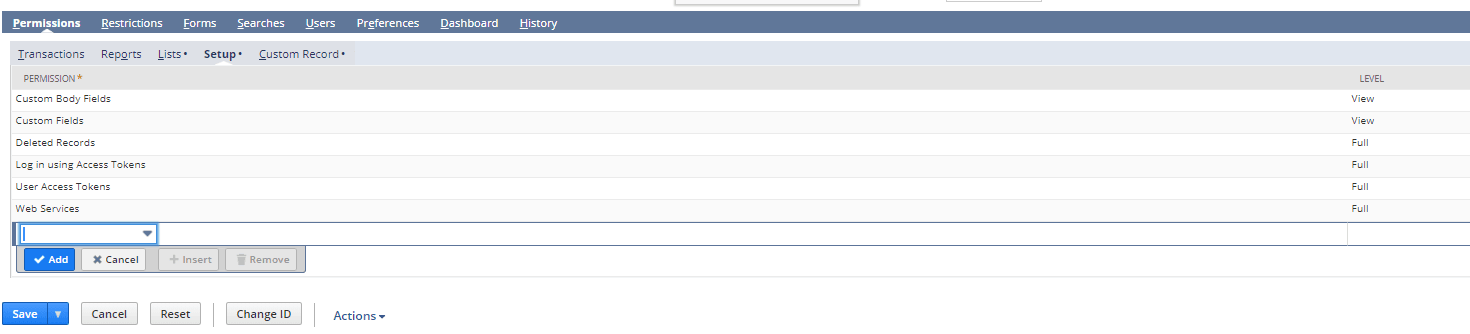 Permissions Restrictions Forms Searches Users Preferences Dashboard History
Transactions Reports Lists • Setup • Custom Record •
PERMISSION * LEVEL
Custom Body Fields View
Custom Fields View
Deleted Records Full
Log in using Access Tokens Full
User Access Tokens Full
Web Services Full
Add Cancel Insert Remove
Save Cancel Reset Change ID Actions